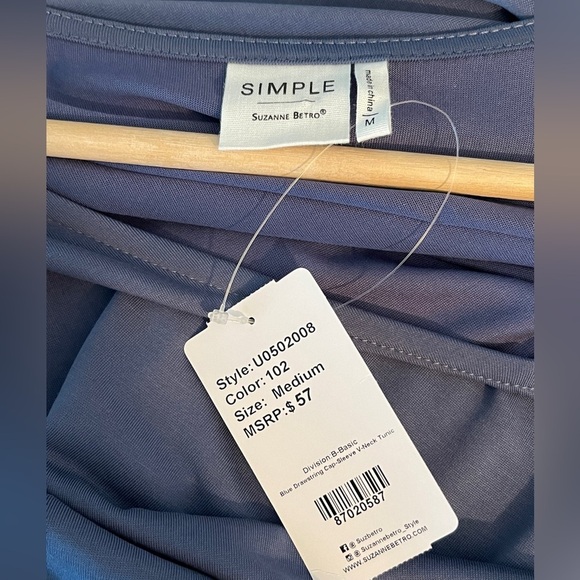 SIMPLE
SUZANNE BETRO®
made in china
M
Style: U0502008
Color: 102
Size: Medium
MSRP:$ 57
Division:B-Basic
Blue Drawstring Cap-Sleeve V-Neck Tunic
87020587
@ Suzbetro
@ Suzannebetro_Style
WWW.SUZANNEBETRO.COM